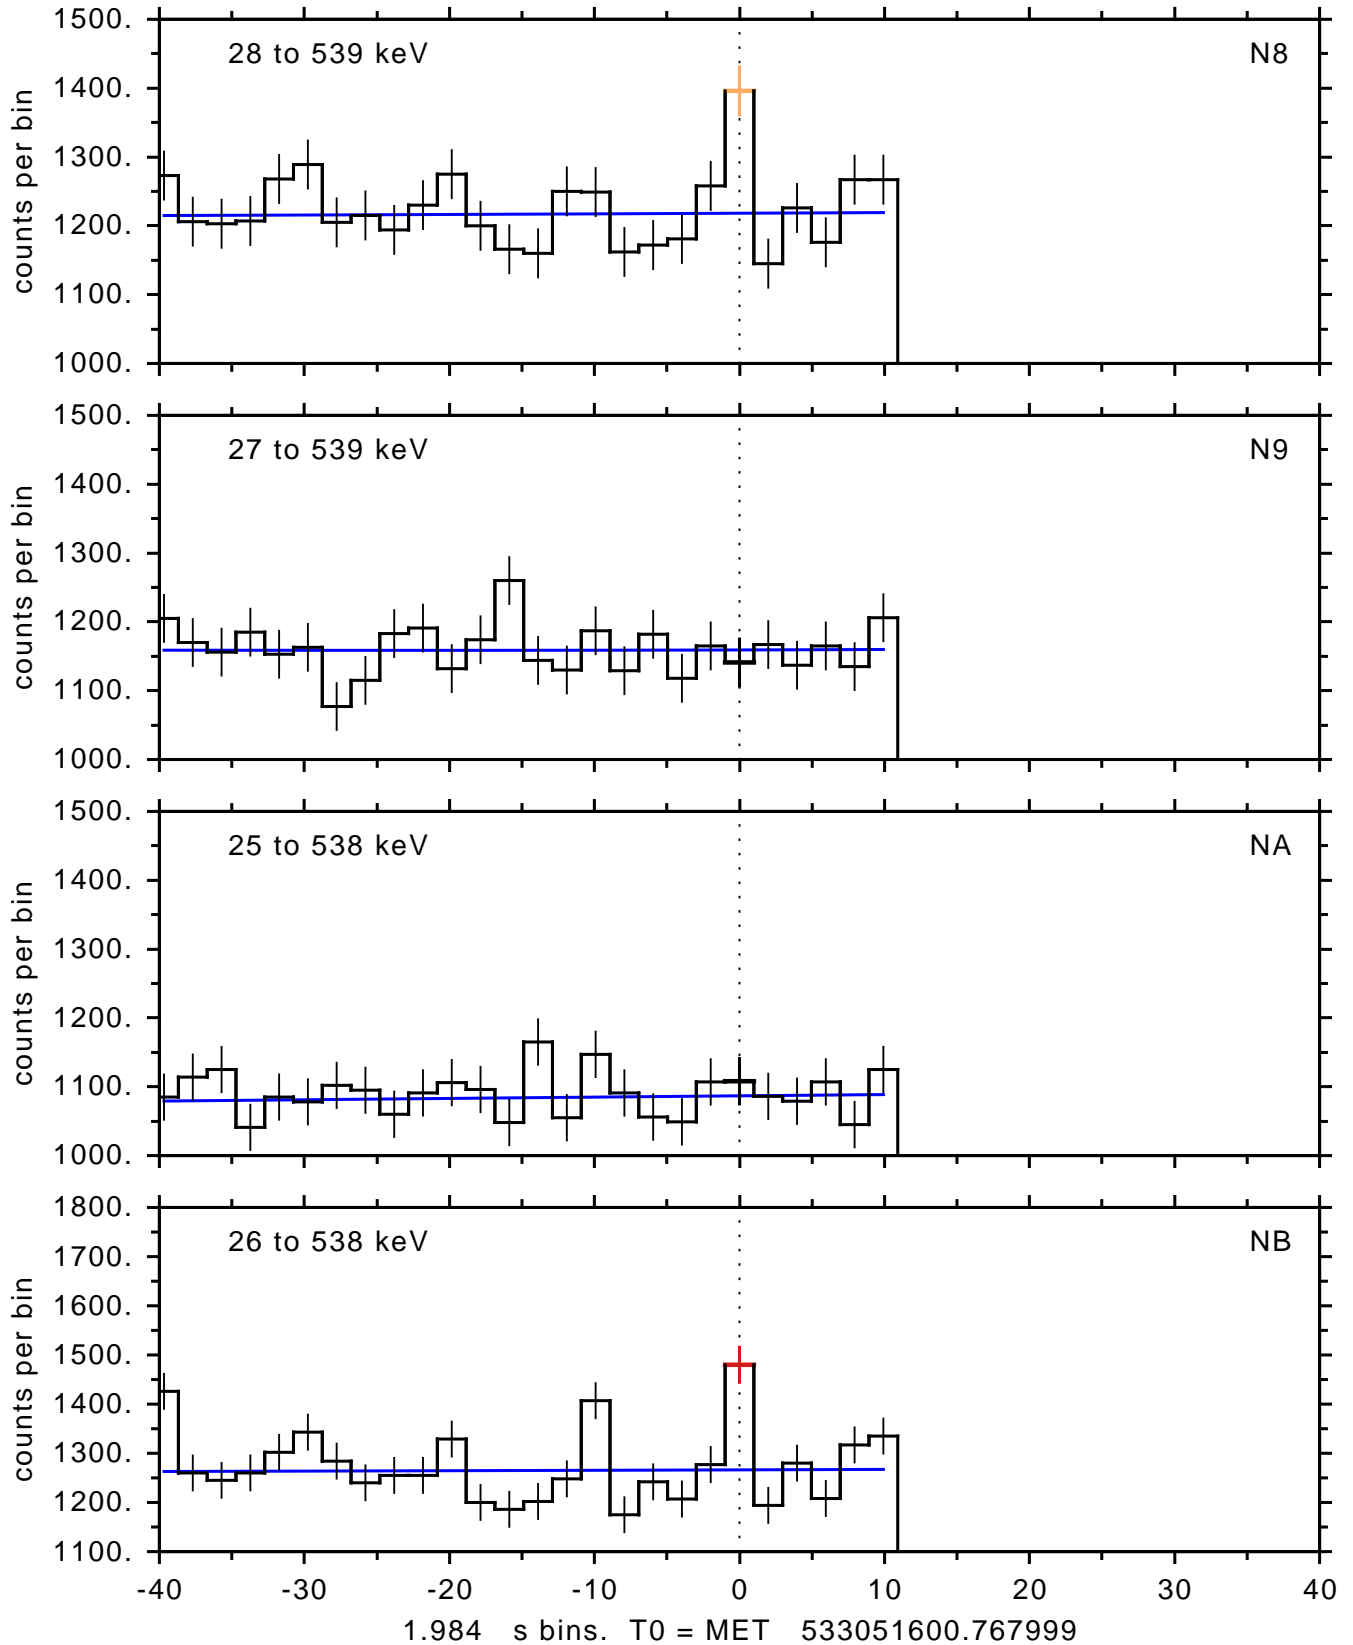 1500.
28 to 539 keV N8
1400.
1300.
1200.
1100.
1000.
counts per bin
1500.
27 to 539 keV N9
1400.
1300.
1200.
1100.
1000.
counts per bin
1500.
25 to 538 keV NA
1400.
1300.
1200.
1100.
1000.
counts per bin
1800.
26 to 538 keV NB
1700.
1600.
1500.
1400.
1300.
1200.
1100.
counts per bin
-40 -30 -20 -10 0 10 20 30 40
1.984 s bins. T0 = MET 533051600.767999